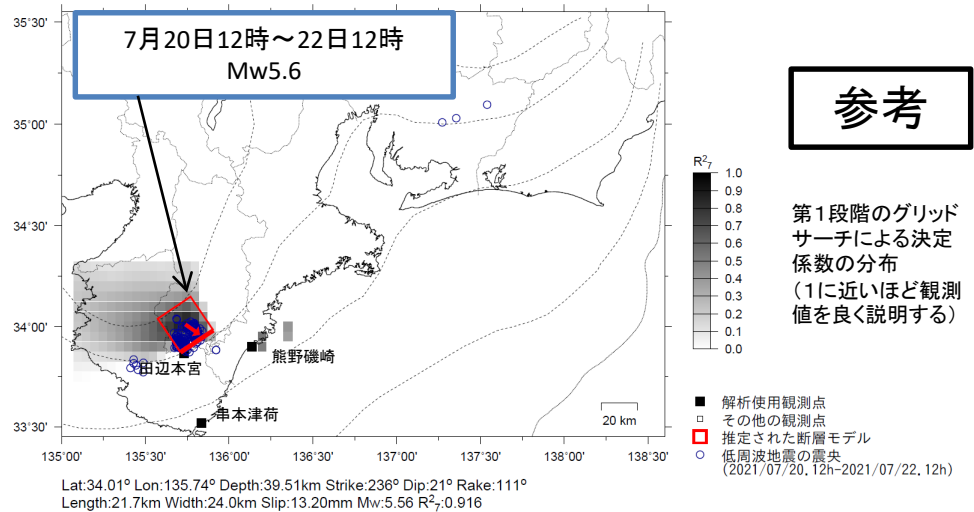 7月20日12時～22日12時
Mw5.6
参考
35°30'
35°00'
34°30'
34°00'
33°30'
135°00'
135°30'
136°00'
136°30'
137°00'
137°30'
138°00'
138°30'
田辺本宮
熊野磯崎
串本津荷
20 km
R²₇
1.0
0.9
0.8
0.7
0.6
0.5
0.4
0.3
0.2
0.1
0.0
第１段階のグリッド
サーチによる決定
係数の分布
（１に近いほど観測
値を良く説明する）
解析使用観測点
その他の観測点
推定された断層モデル
低周波地震の震央
(2021/07/20. 12h-2021/07/22. 12h)
Lat:34.01° Lon:135.74° Depth:39.51km Strike:236° Dip:21° Rake:111°
Length:21.7km Width:24.0km Slip:13.20mm Mw:5.56 R²₇:0.916